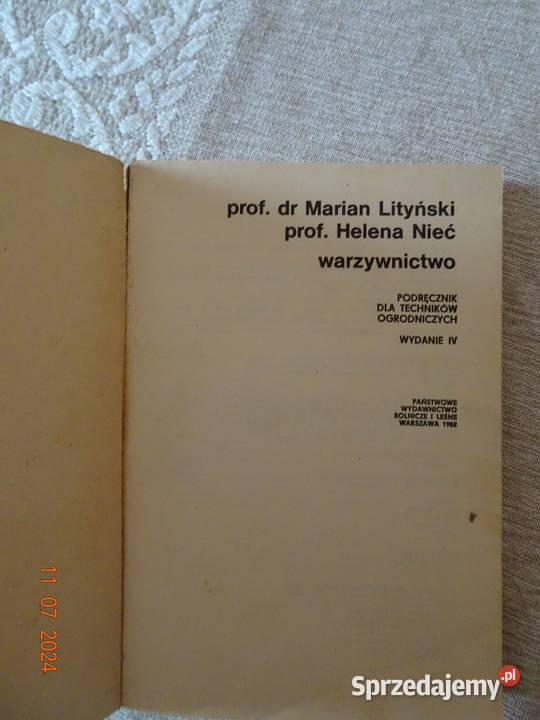 prof. dr Marian Lityński
prof. Helena Nieć
warzywnictwo
PODRĘCZNIK
DLA TECHNIKÓW
OGRODNICZYCH
WYDANIE IV
PAŃSTWOWE
WYDAWNICTWO
ROLNICZE I LEŚNE
WARSZAWA 1988
11 07 2024
Sprzedajemy.pl